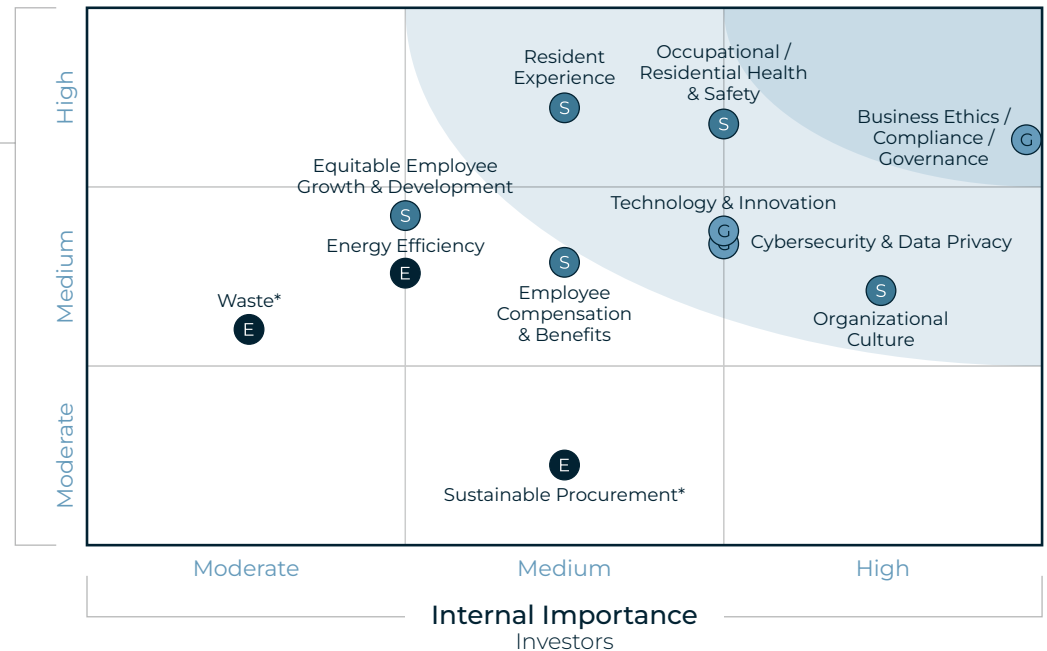 High
Medium
Moderate
Resident
Experience
S
Occupational /
Residential Health
& Safety
S
Business Ethics /
Compliance /
Governance
G
Equitable Employee
Growth & Development
S
Technology & Innovation
G
Cybersecurity & Data Privacy
Energy Efficiency
E
S
Employee
Compensation
& Benefits
S
Organizational
Culture
Waste*
E
E
Sustainable Procurement*
Moderate
Medium
High
Internal Importance
Investors